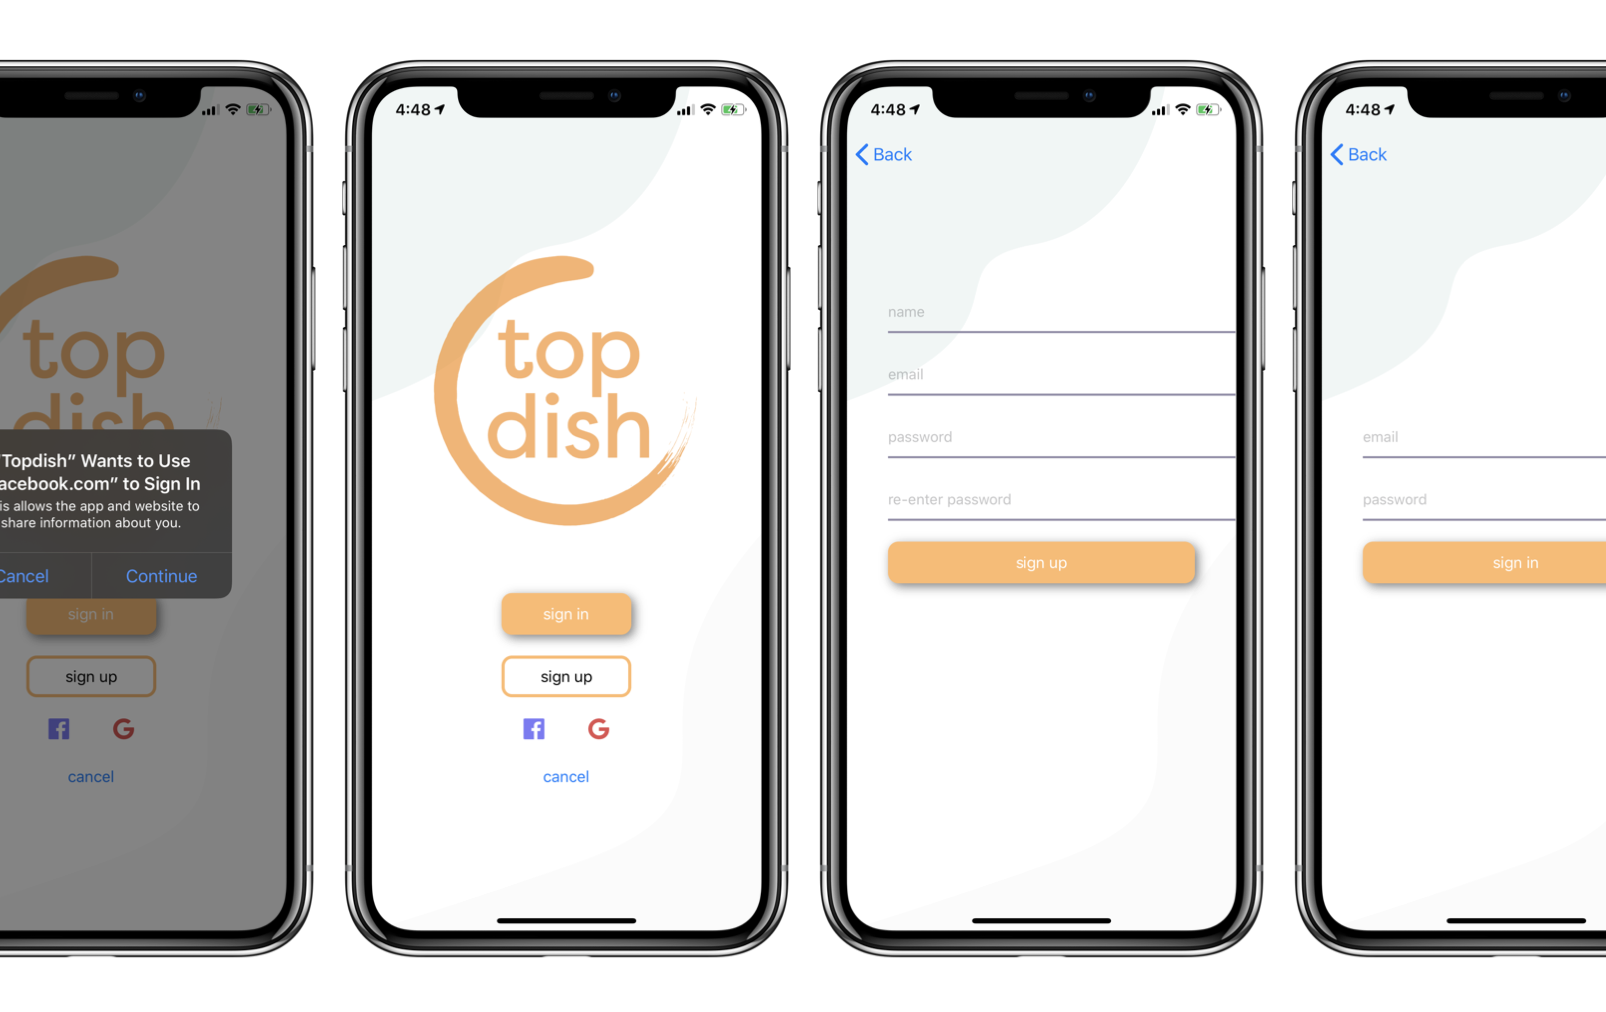 top
dish
"Topdish" Wants to Use
acebook.com" to Sign In
is allows the app and website to
share information about you.
Cancel
Continue
sign in
sign up
f
G
cancel
4:48
top
dish
sign in
sign up
f
G
cancel
4:48
Back
name
email
password
re-enter password
sign up
4:48
Back
email
password
sign in